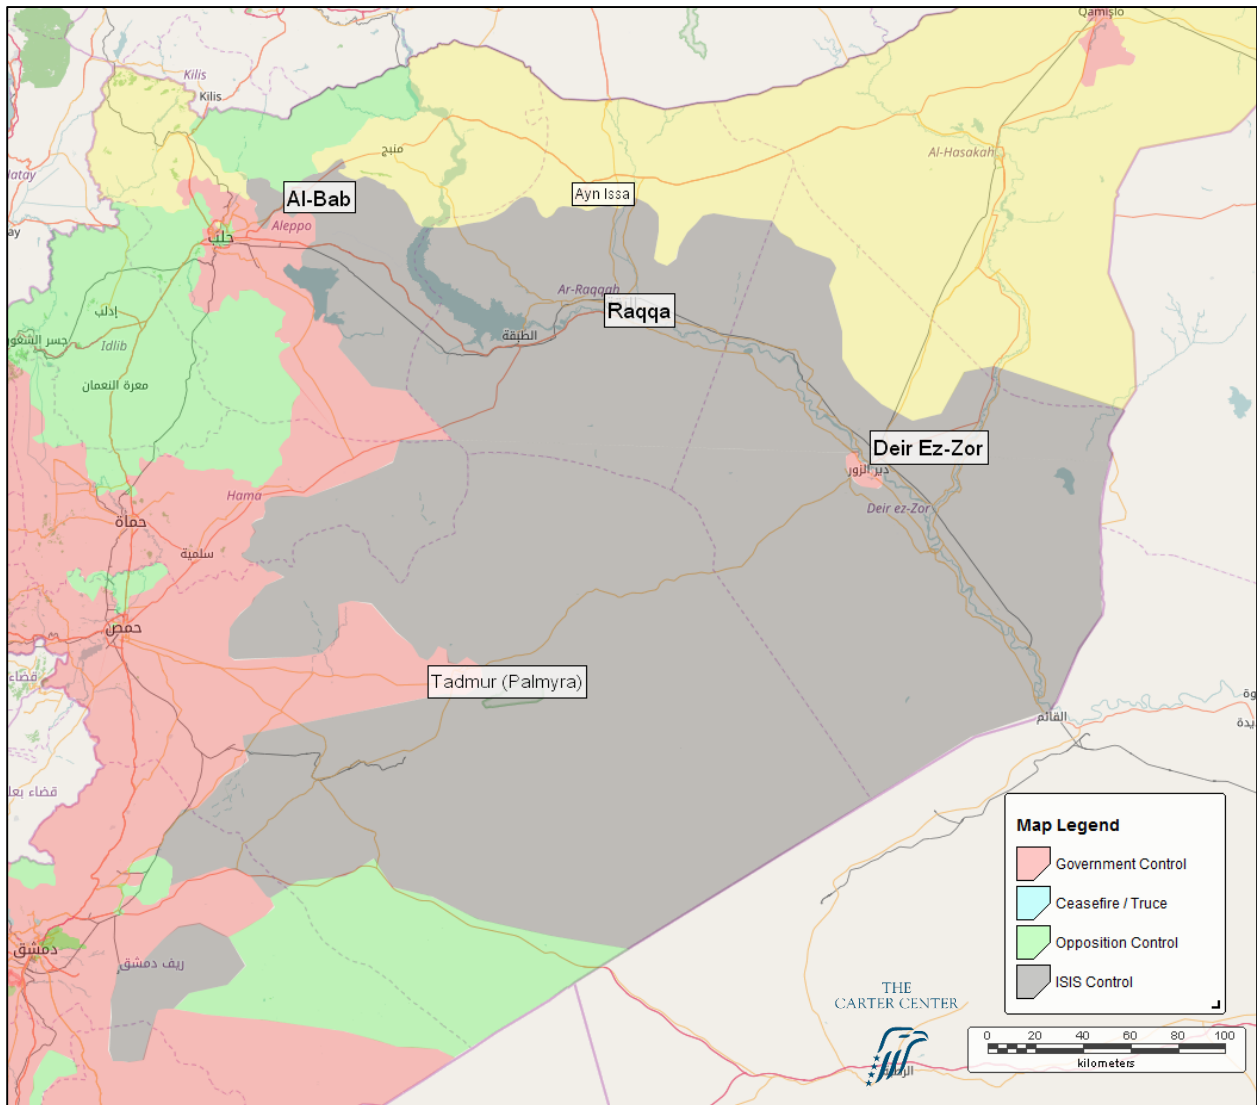 Qamişlo
Kilis
Kilis
Hatay
منبج
Al-Hasakah
Ayn Issa
Al-Bab
Aleppo
حلب
Ar-Raqqah
Raqqa
إدلب
الطبقة
جسر الشغور
Idlib
معرة النعمان
Deir Ez-Zor
دير الزور
Hama
Deir ez-Zor
حماة
سلمية
حمص
قضاء
Tadmur (Palmyra)
القائم
قضاء بعل
Map Legend
Government Control
Ceasefire / Truce
Opposition Control
ISIS Control
دمشق
ريف دمشق
THE
CARTER CENTER
0 20 40 60 80 100
kilometers